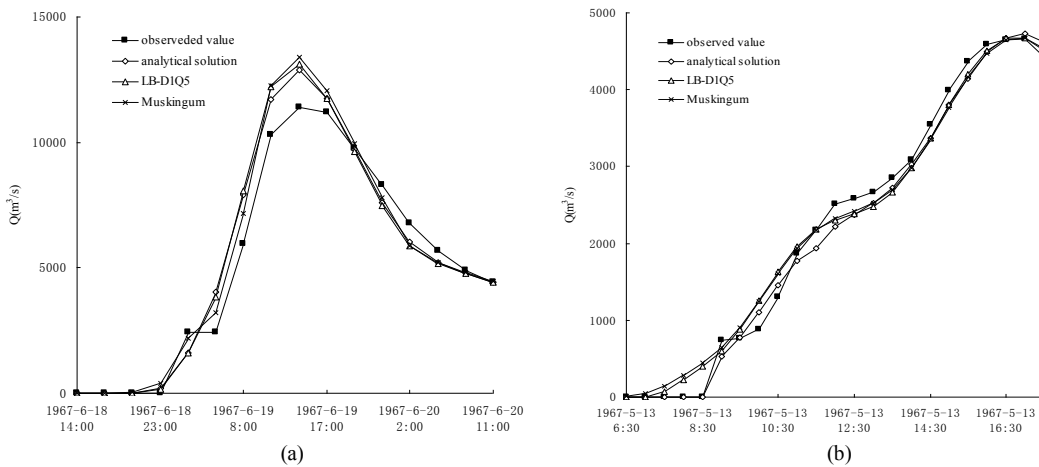 15000
10000
5000
0
Q(m³/s)
observeded value
analytical solution
LB-D1Q5
Muskingum
1967-6-18 14:00
1967-6-18 23:00
1967-6-19 8:00
1967-6-19 17:00
1967-6-20 2:00
1967-6-20 11:00
(a)
5000
4000
3000
2000
1000
0
Q(m³/s)
observed value
analytical solution
LB-D1Q5
Muskingum
1967-5-13 6:30
1967-5-13 8:30
1967-5-13 10:30
1967-5-13 12:30
1967-5-13 14:30
1967-5-13 16:30
(b)